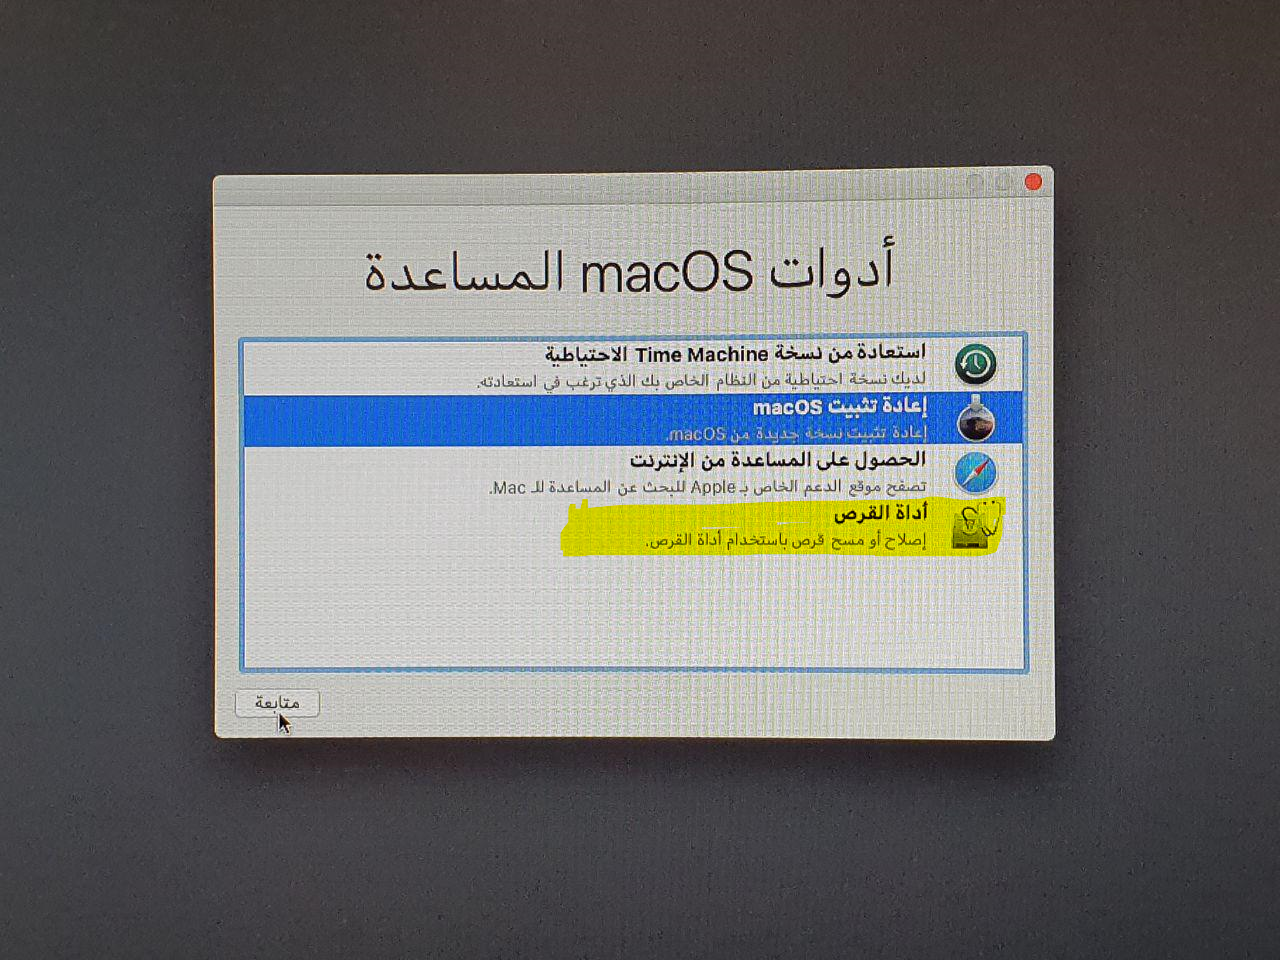 أدوات macOS المساعدة
استعادة من نسخة Time Machine الاحتياطية
لديك نسخة احتياطية من النظام الخاص بك الذي ترغب في استعادته.
إعادة تثبيت macOS
إعادة تثبيت نسخة جديدة من macOS.
الحصول على المساعدة من الإنترنت
تصفح موقع الدعم الخاص بـ Apple للبحث عن المساعدة للـ Mac.
أداة القرص
إصلاح أو مسح قرص باستخدام أداة القرص.
متابعة